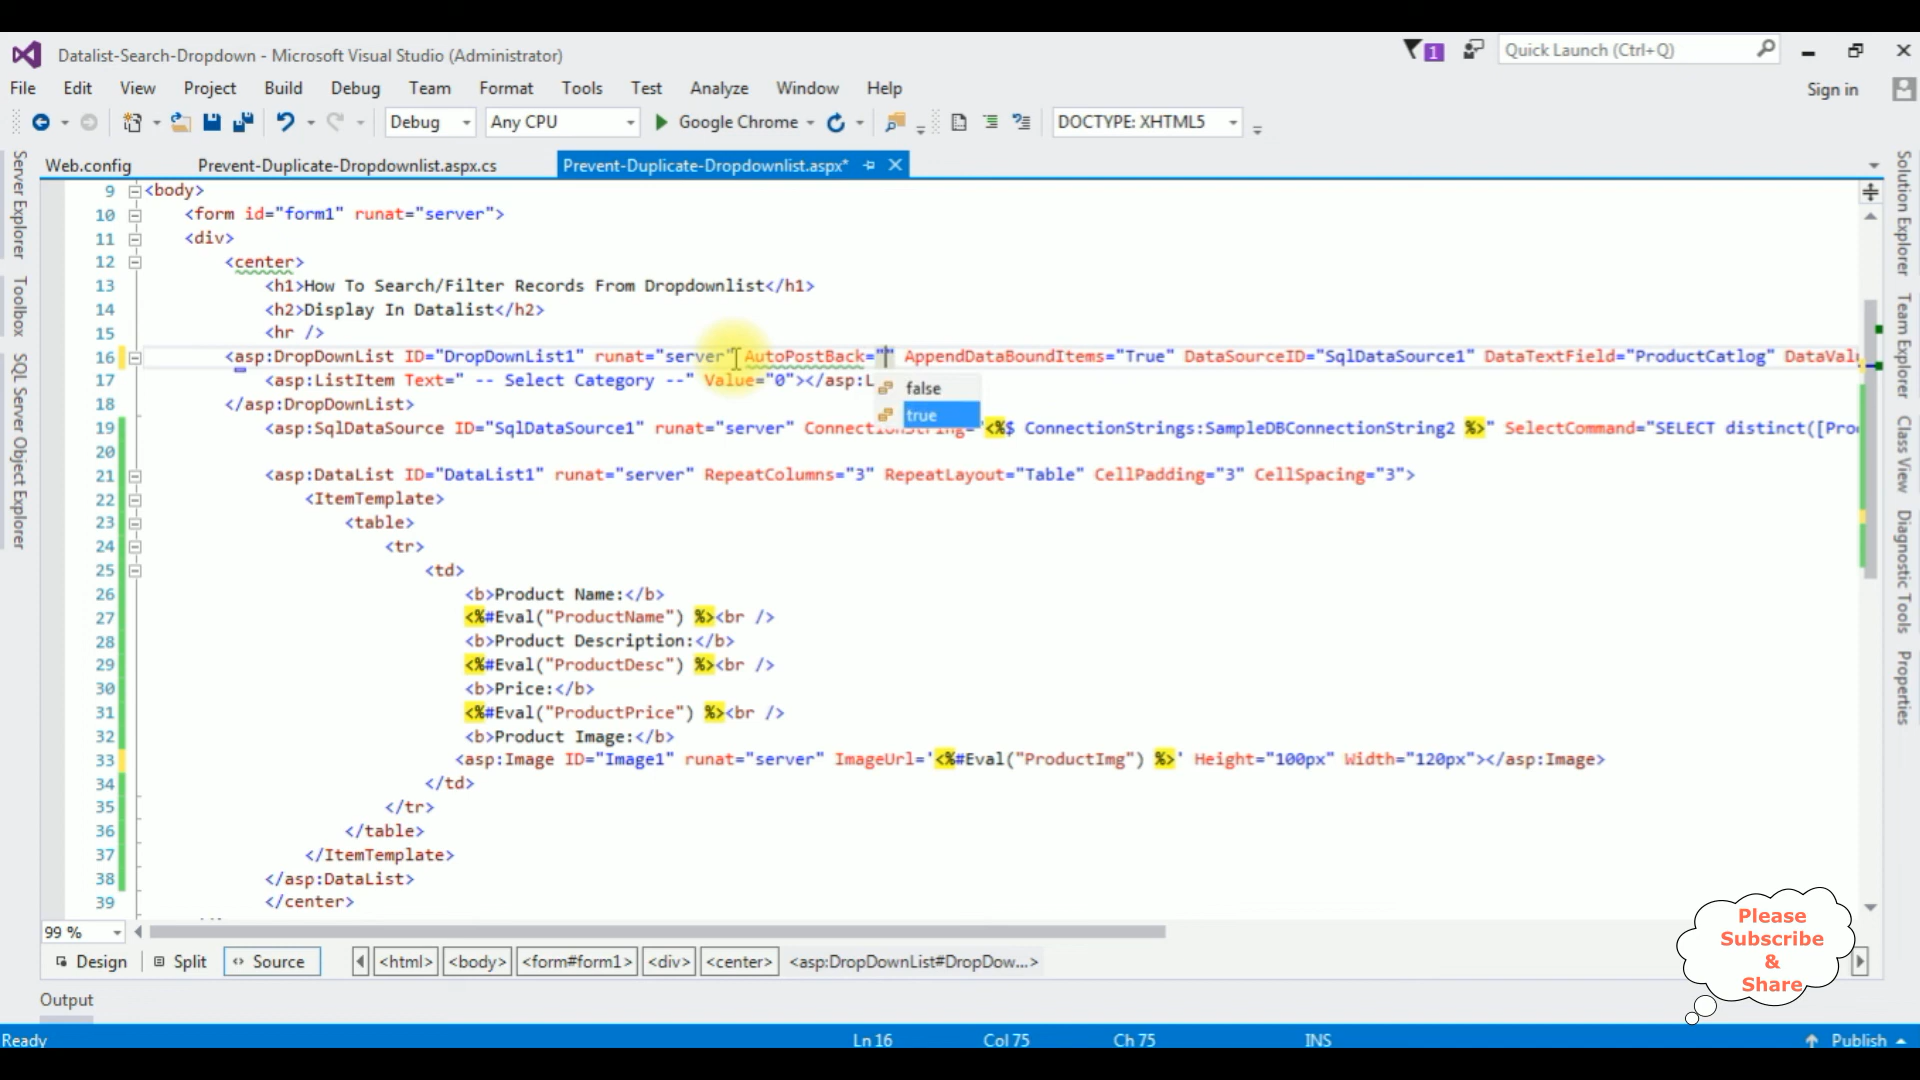 Datalist-Search-Dropdown - Microsoft Visual Studio (Administrator)
1
Quick Launch (Ctrl+Q)
File Edit View Project Build Debug Team Format Tools Test Analyze Window Help
Sign in
Debug Any CPU Google Chrome DOCTYPE: XHTML5
Web.config Prevent-Duplicate-Dropdownlist.aspx.cs Prevent-Duplicate-Dropdownlist.aspx*
Server Explorer
Toolbox
SQL Server Object Explorer
9 <body>
10 <form id="form1" runat="server">
11 <div>
12 <center>
13 <h1>How To Search/Filter Records From Dropdownlist</h1>
14 <h2>Display In Datalist</h2>
15 <hr />
16 <asp:DropDownList ID="DropDownList1" runat="server" AutoPostBack="" AppendDataBoundItems="True" DataSourceID="SqlDataSource1" DataTextField="ProductCatlog" DataVal
17 <asp:ListItem Text=" -- Select Category --" Value="0"></asp:L
false
true
18 </asp:DropDownList>
19 <asp:SqlDataSource ID="SqlDataSource1" runat="server" ConnectionString='<%$ ConnectionStrings:SampleDBConnectionString2 %>" SelectCommand="SELECT distinct([Pro
20
21 <asp:DataList ID="DataList1" runat="server" RepeatColumns="3" RepeatLayout="Table" CellPadding="3" CellSpacing="3">
22 <ItemTemplate>
23 <table>
24 <tr>
25 <td>
26 <b>Product Name:</b>
27 <%#Eval("ProductName") %><br />
28 <b>Product Description:</b>
29 <%#Eval("ProductDesc") %><br />
30 <b>Price:</b>
31 <%#Eval("ProductPrice") %><br />
32 <b>Product Image:</b>
33 <asp:Image ID="Image1" runat="server" ImageUrl='<%#Eval("ProductImg") %>' Height="100px" Width="120px"></asp:Image>
34 </td>
35 </tr>
36 </table>
37 </ItemTemplate>
38 </asp:DataList>
39 </center>
Solution Explorer
Team Explorer
Class View
Diagnostic Tools
Properties
99 %
Design Split Source <html> <body> <form#form1> <div> <center> <asp:DropDownList#DropDow...>
Please
Subscribe
&
Share
Output
Ready Ln 16 Col 75 Ch 75 INS Publish